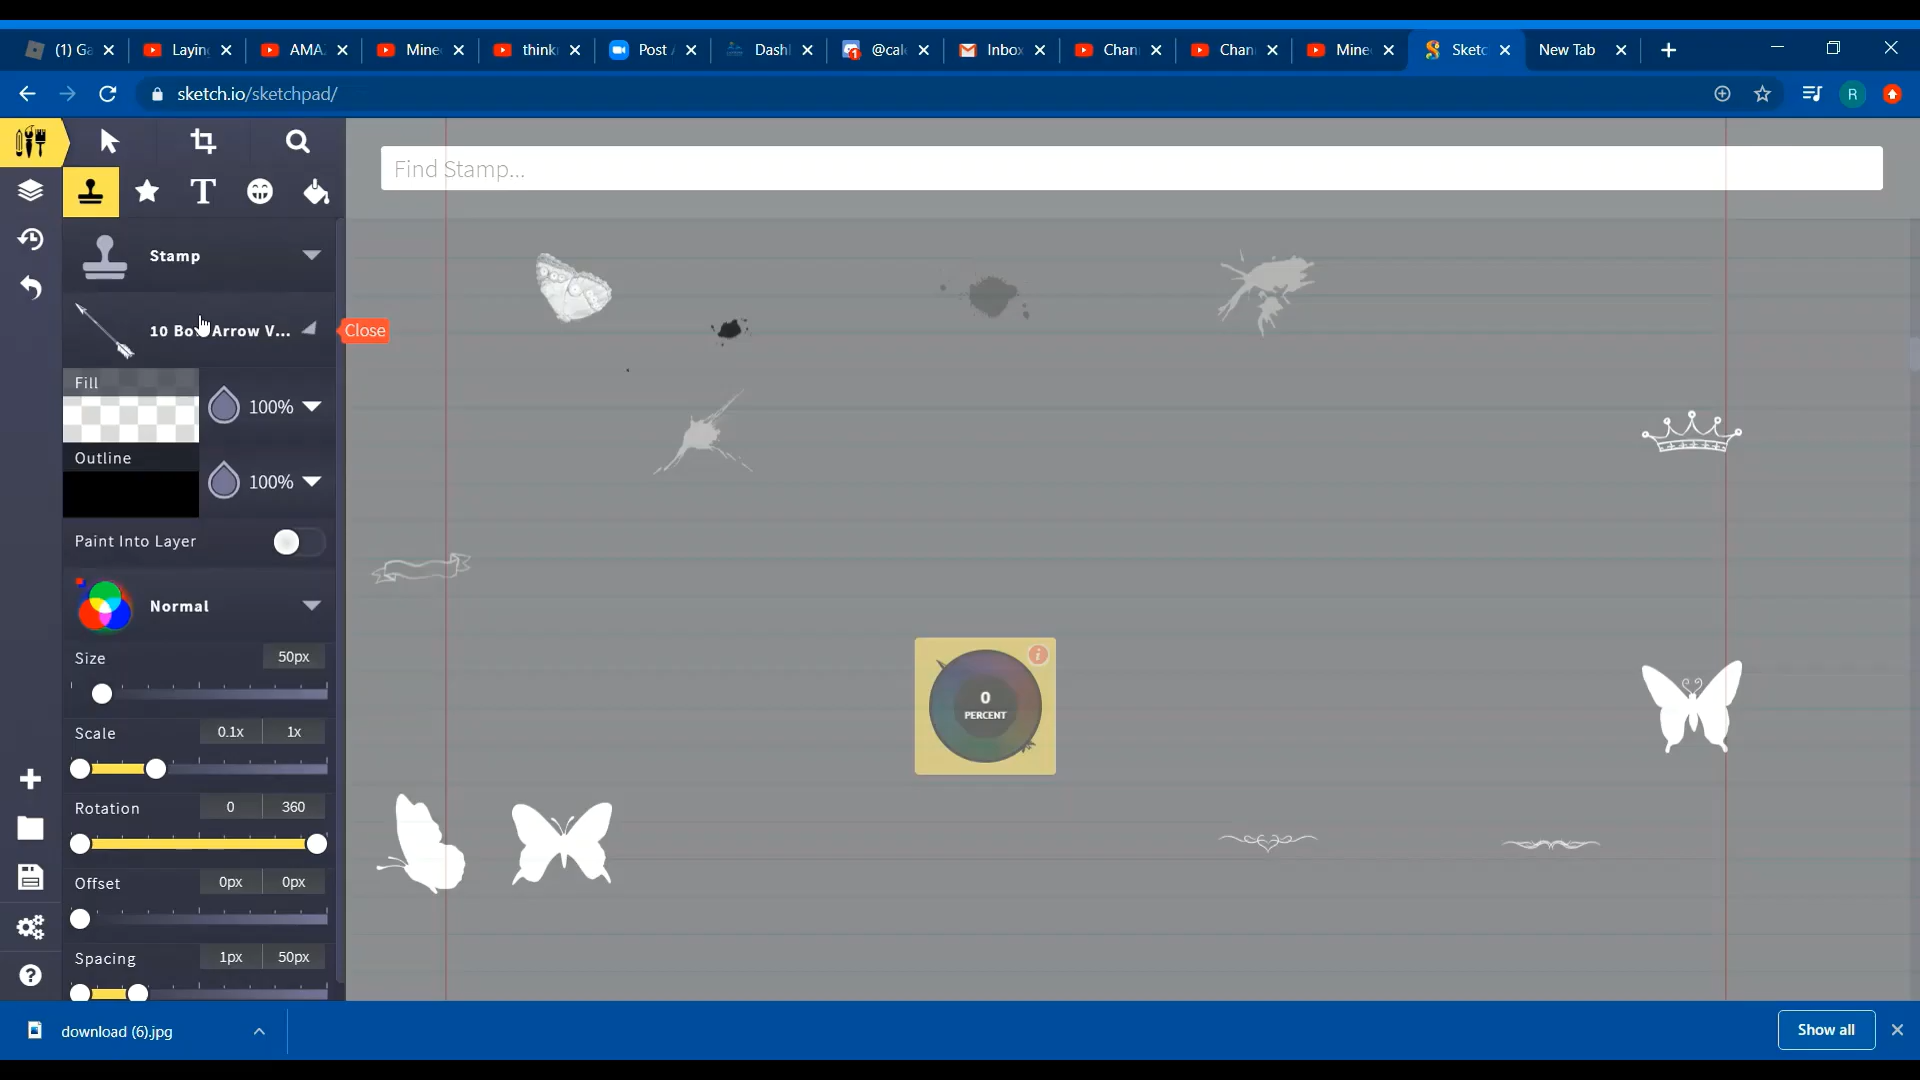 (1) Ga
Layin
AMA
Mine
think
Post
Dash
@cal
Inbox
Chan
Chan
Mine
Sketc
New Tab
sketch.io/sketchpad/
R
Find Stamp...
T
Stamp
10 Bow Arrow V...
Close
Fill
100%
Outline
100%
Paint Into Layer
Normal
Size
50px
Scale
0.1x
1x
Rotation
0
360
Offset
0px
0px
Spacing
1px
50px
0
PERCENT
i
download (6).jpg
Show all